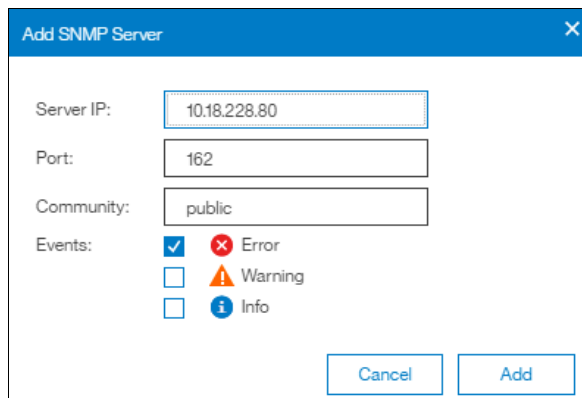 Add SNMP Server
Server IP: 10.18.228.80
Port: 162
Community: public
Events: Error
Warning
Info
Cancel Add